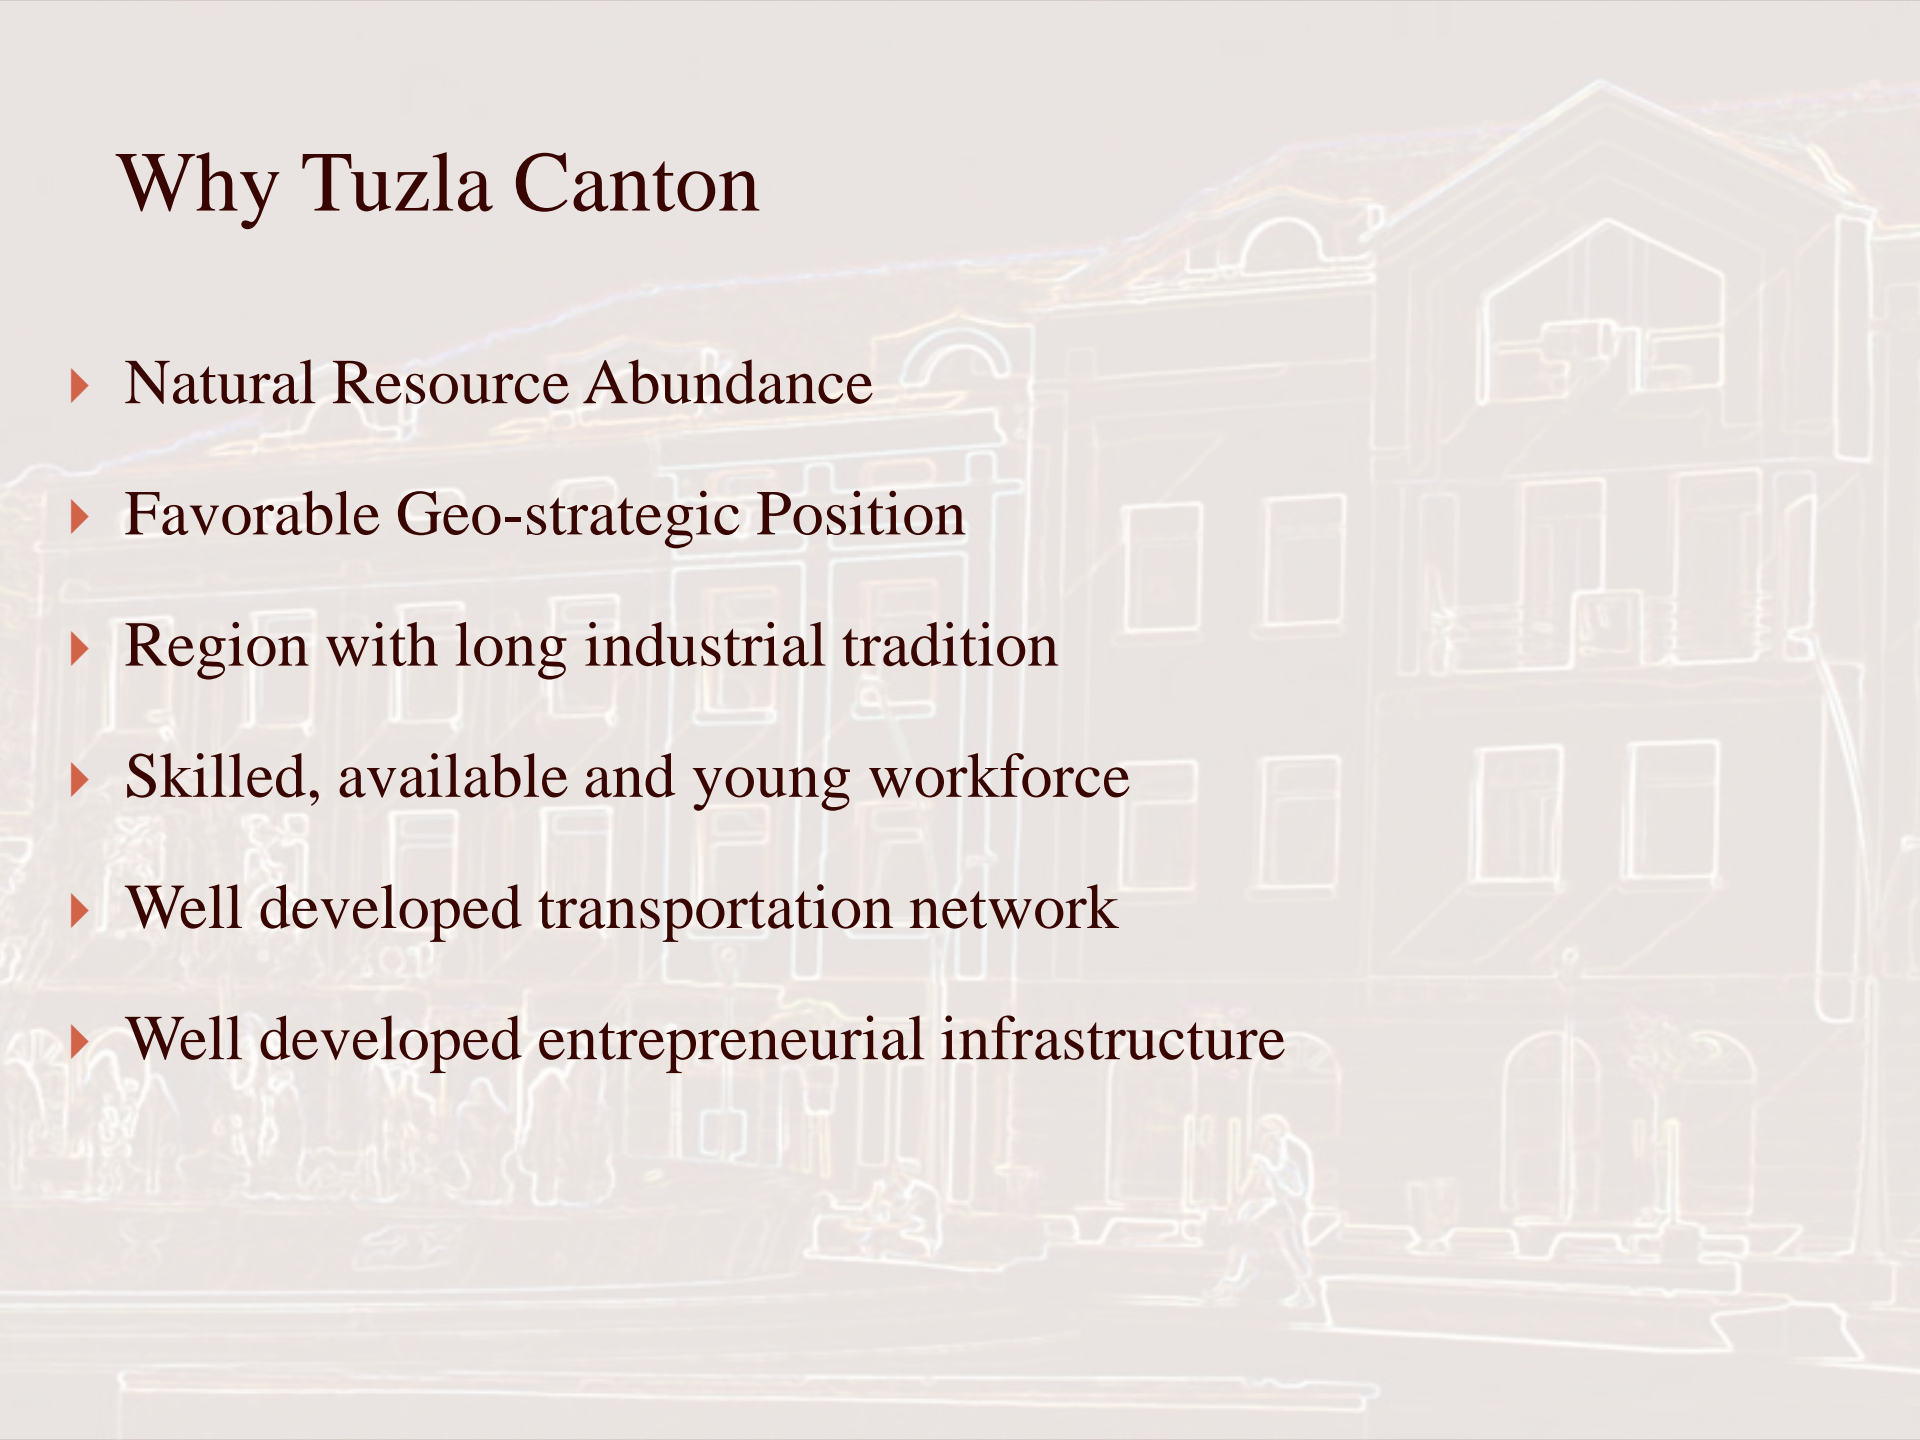 Why Tuzla Canton
Natural Resource Abundance
Favorable Geo-strategic Position
Region with long industrial tradition
Skilled, available and young workforce
Well developed transportation network
Well developed entrepreneurial infrastructure